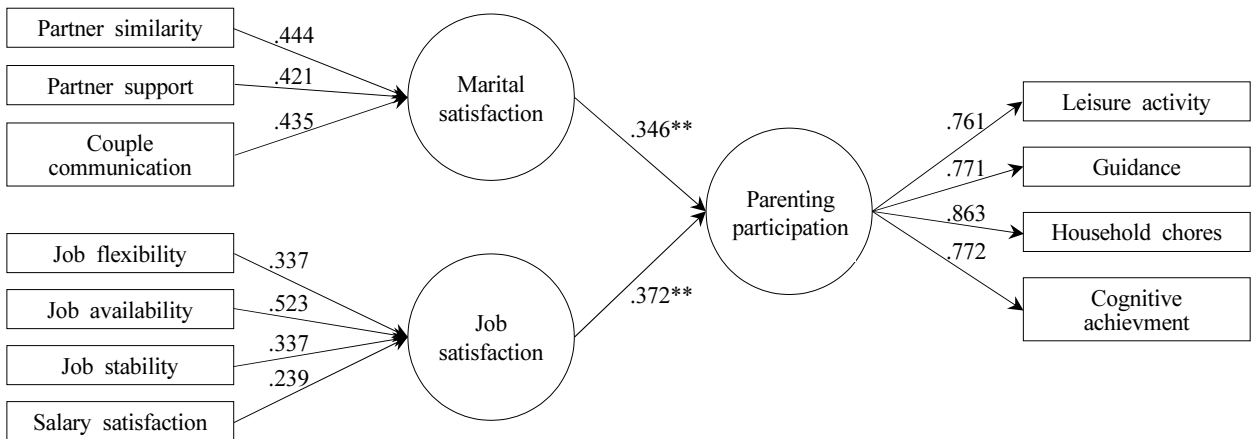 Partner similarity
.444
Partner support
.421
Couple
communication
.435
Marital
satisfaction
.346**
Job flexibility
.337
Job availability
.523
Job stability
.337
Salary satisfaction
.239
Job
satisfaction
.372**
Parenting
participation
.761
Leisure activity
.771
Guidance
.863
Household chores
.772
Cognitive
achievment